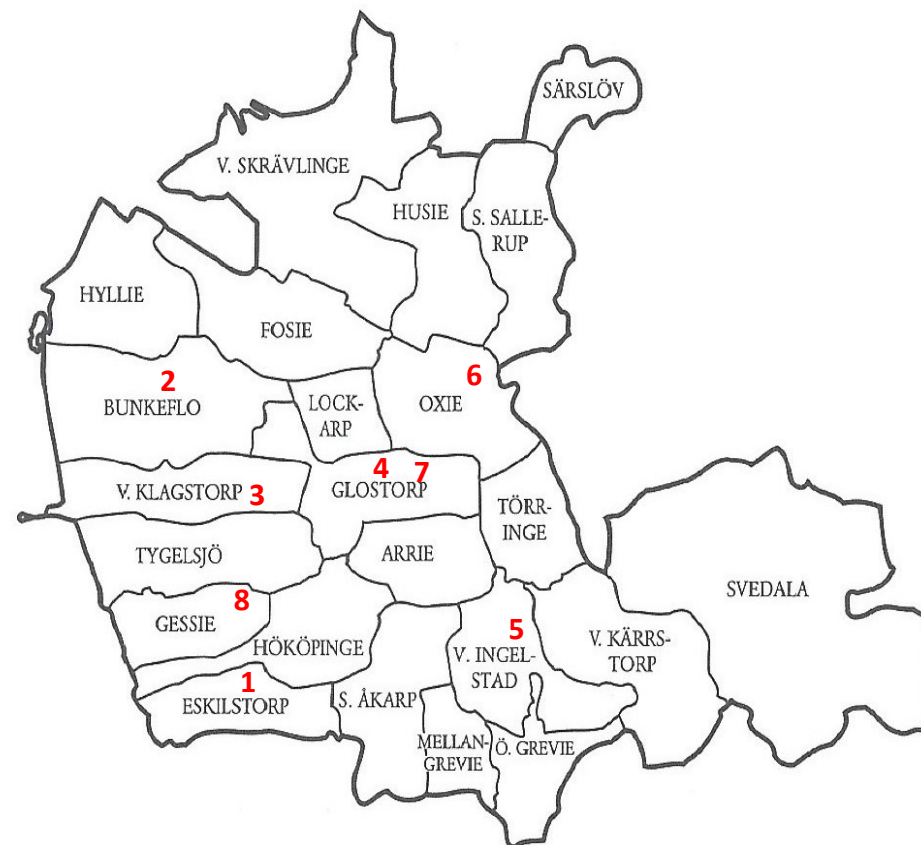 SÄRSLÖV
V. SKRÄVLINGE
HUSIE
S. SALLE-
RUP
HYLLIE
FOSIE
2
BUNKEFLO
LOCK-
ARP
6
OXIE
V. KLAGSTORP
3
4
7
GLOSTORP
TÖRR-
INGE
TYGELSJÖ
ARRIE
SVEDALA
8
GESSIE
HÖKÖPINGE
5
V. INGEL-
STAD
V. KÄRRS-
TORP
1
ESKILSTORP
S. ÅKARP
MELLAN-
GREVIE
Ö. GREVIE